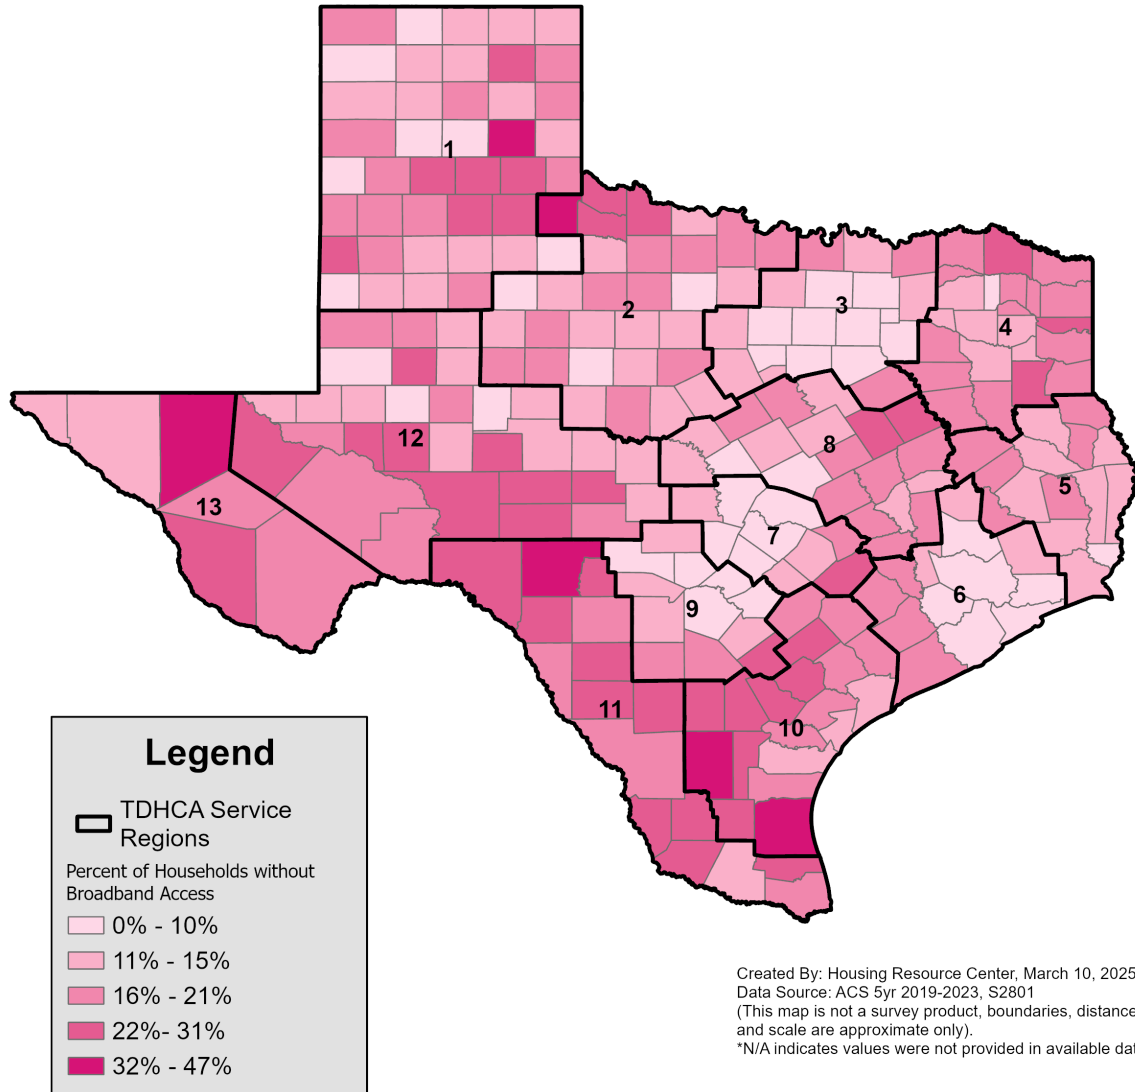 1
2
3
4
12
8
5
13
7
6
9
11
10
Legend
TDHCA Service
Regions
Percent of Households without
Broadband Access
0% - 10%
11% - 15%
16% - 21%
22%- 31%
32% - 47%
Created By: Housing Resource Center, March 10, 2025
Data Source: ACS 5yr 2019-2023, S2801
(This map is not a survey product, boundaries, distance
and scale are approximate only).
*N/A indicates values were not provided in available dat